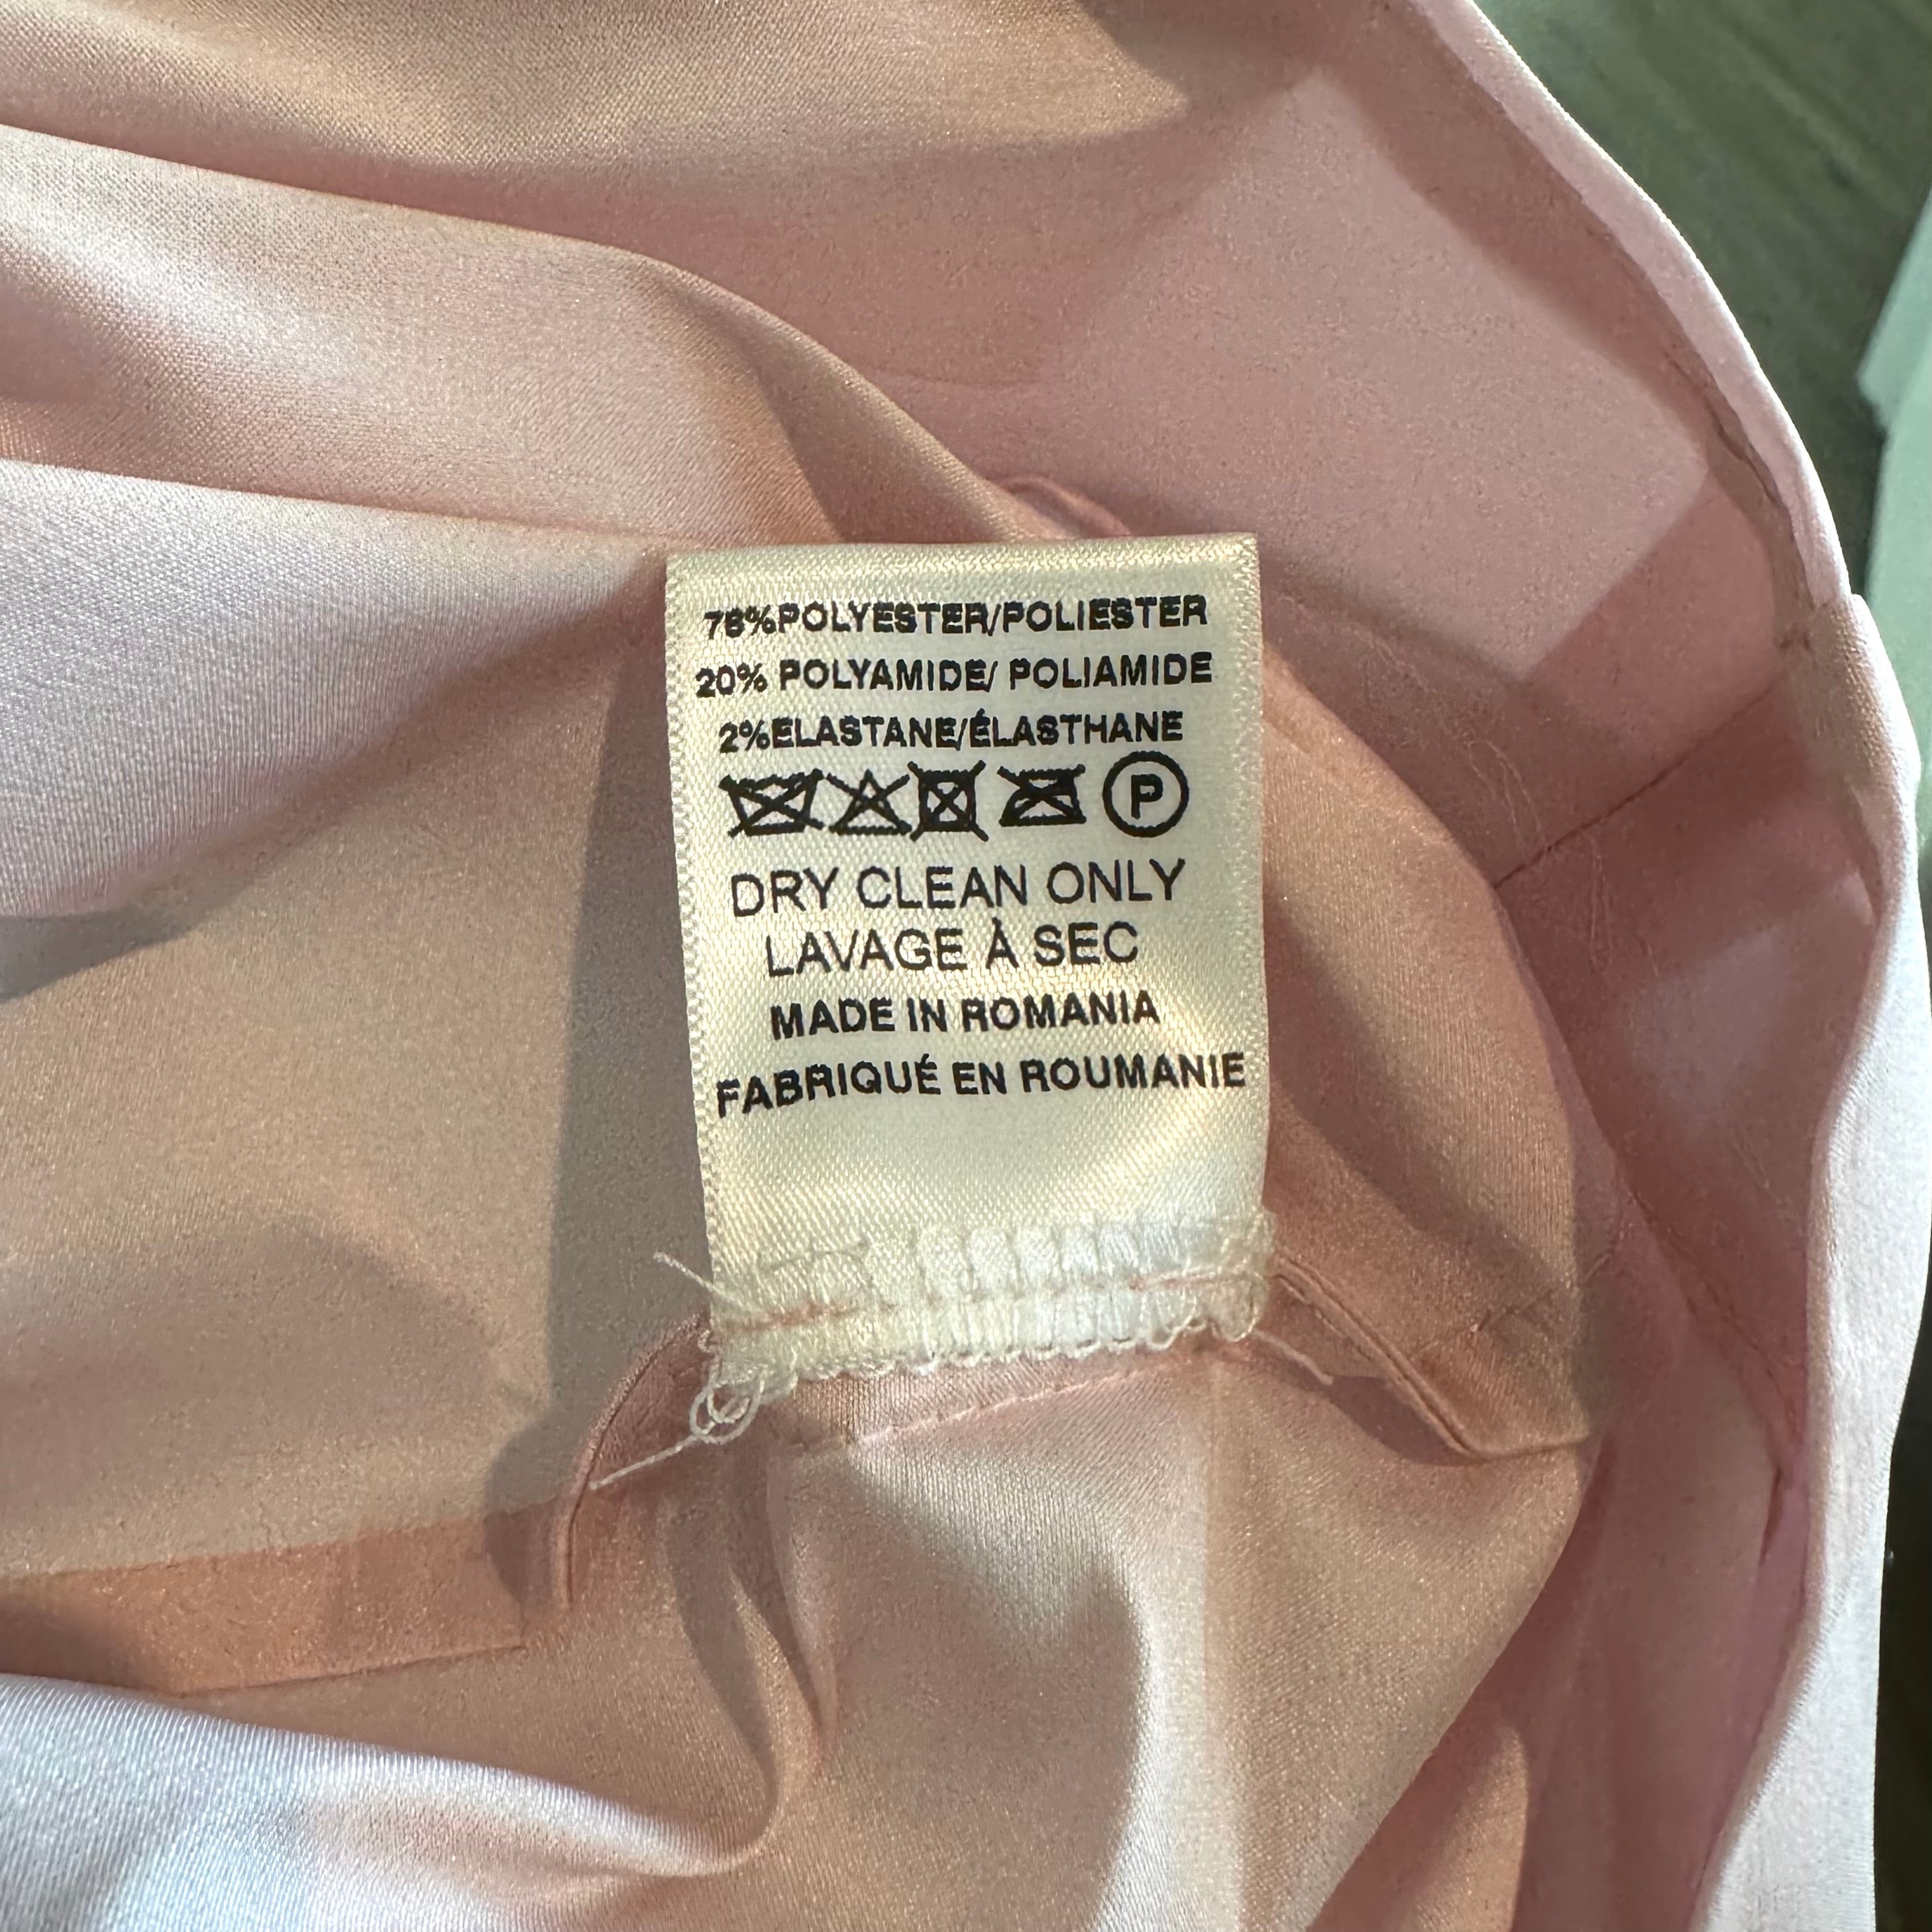 78%POLYESTER/POLIESTER
20% POLYAMIDE/ POLIAMIDE
2%ELASTANE/ÉLASTHANE
P
DRY CLEAN ONLY
LAVAGE À SEC
MADE IN ROMANIA
FABRIQUÉ EN ROUMANIE